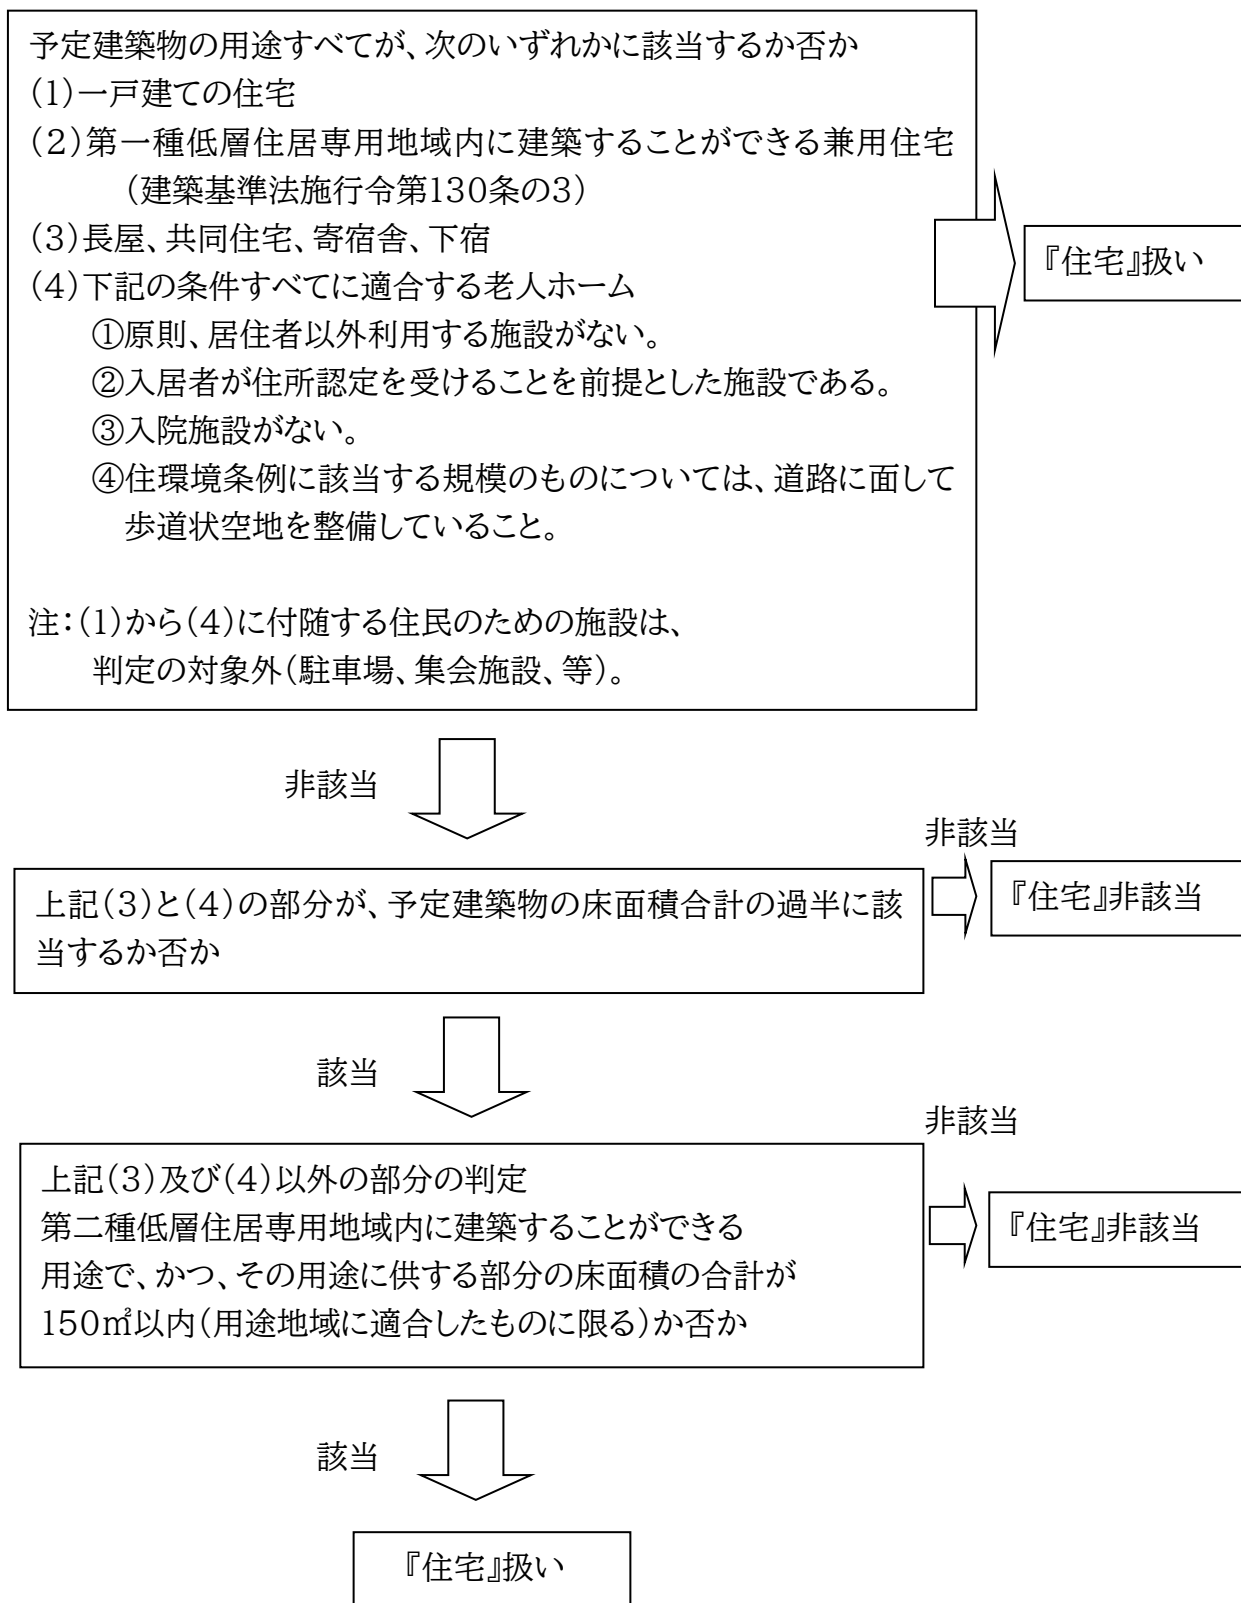 予定建築物の用途すべてが、次のいずれかに該当するか否か
(1)一戸建ての住宅
(2)第一種低層住居専用地域内に建築することができる兼用住宅
(建築基準法施行令第130条の3)
(3)長屋、共同住宅、寄宿舎、下宿
(4)下記の条件すべてに適合する老人ホーム
①原則、居住者以外利用する施設がない。
②入居者が住所認定を受けることを前提とした施設である。
③入院施設がない。
④住環境条例に該当する規模のものについては、道路に面して
歩道状空地を整備していること。
注:(1)から(4)に付随する住民のための施設は、
判定の対象外(駐車場、集会施設、等)。
『住宅』扱い
非該当
上記(3)と(4)の部分が、予定建築物の床面積合計の過半に該
当するか否か
非該当
『住宅』非該当
該当
上記(3)及び(4)以外の部分の判定
第二種低層住居専用地域内に建築することができる
用途で、かつ、その用途に供する部分の床面積の合計が
150㎡以内(用途地域に適合したものに限る)か否か
非該当
『住宅』非該当
該当
『住宅』扱い